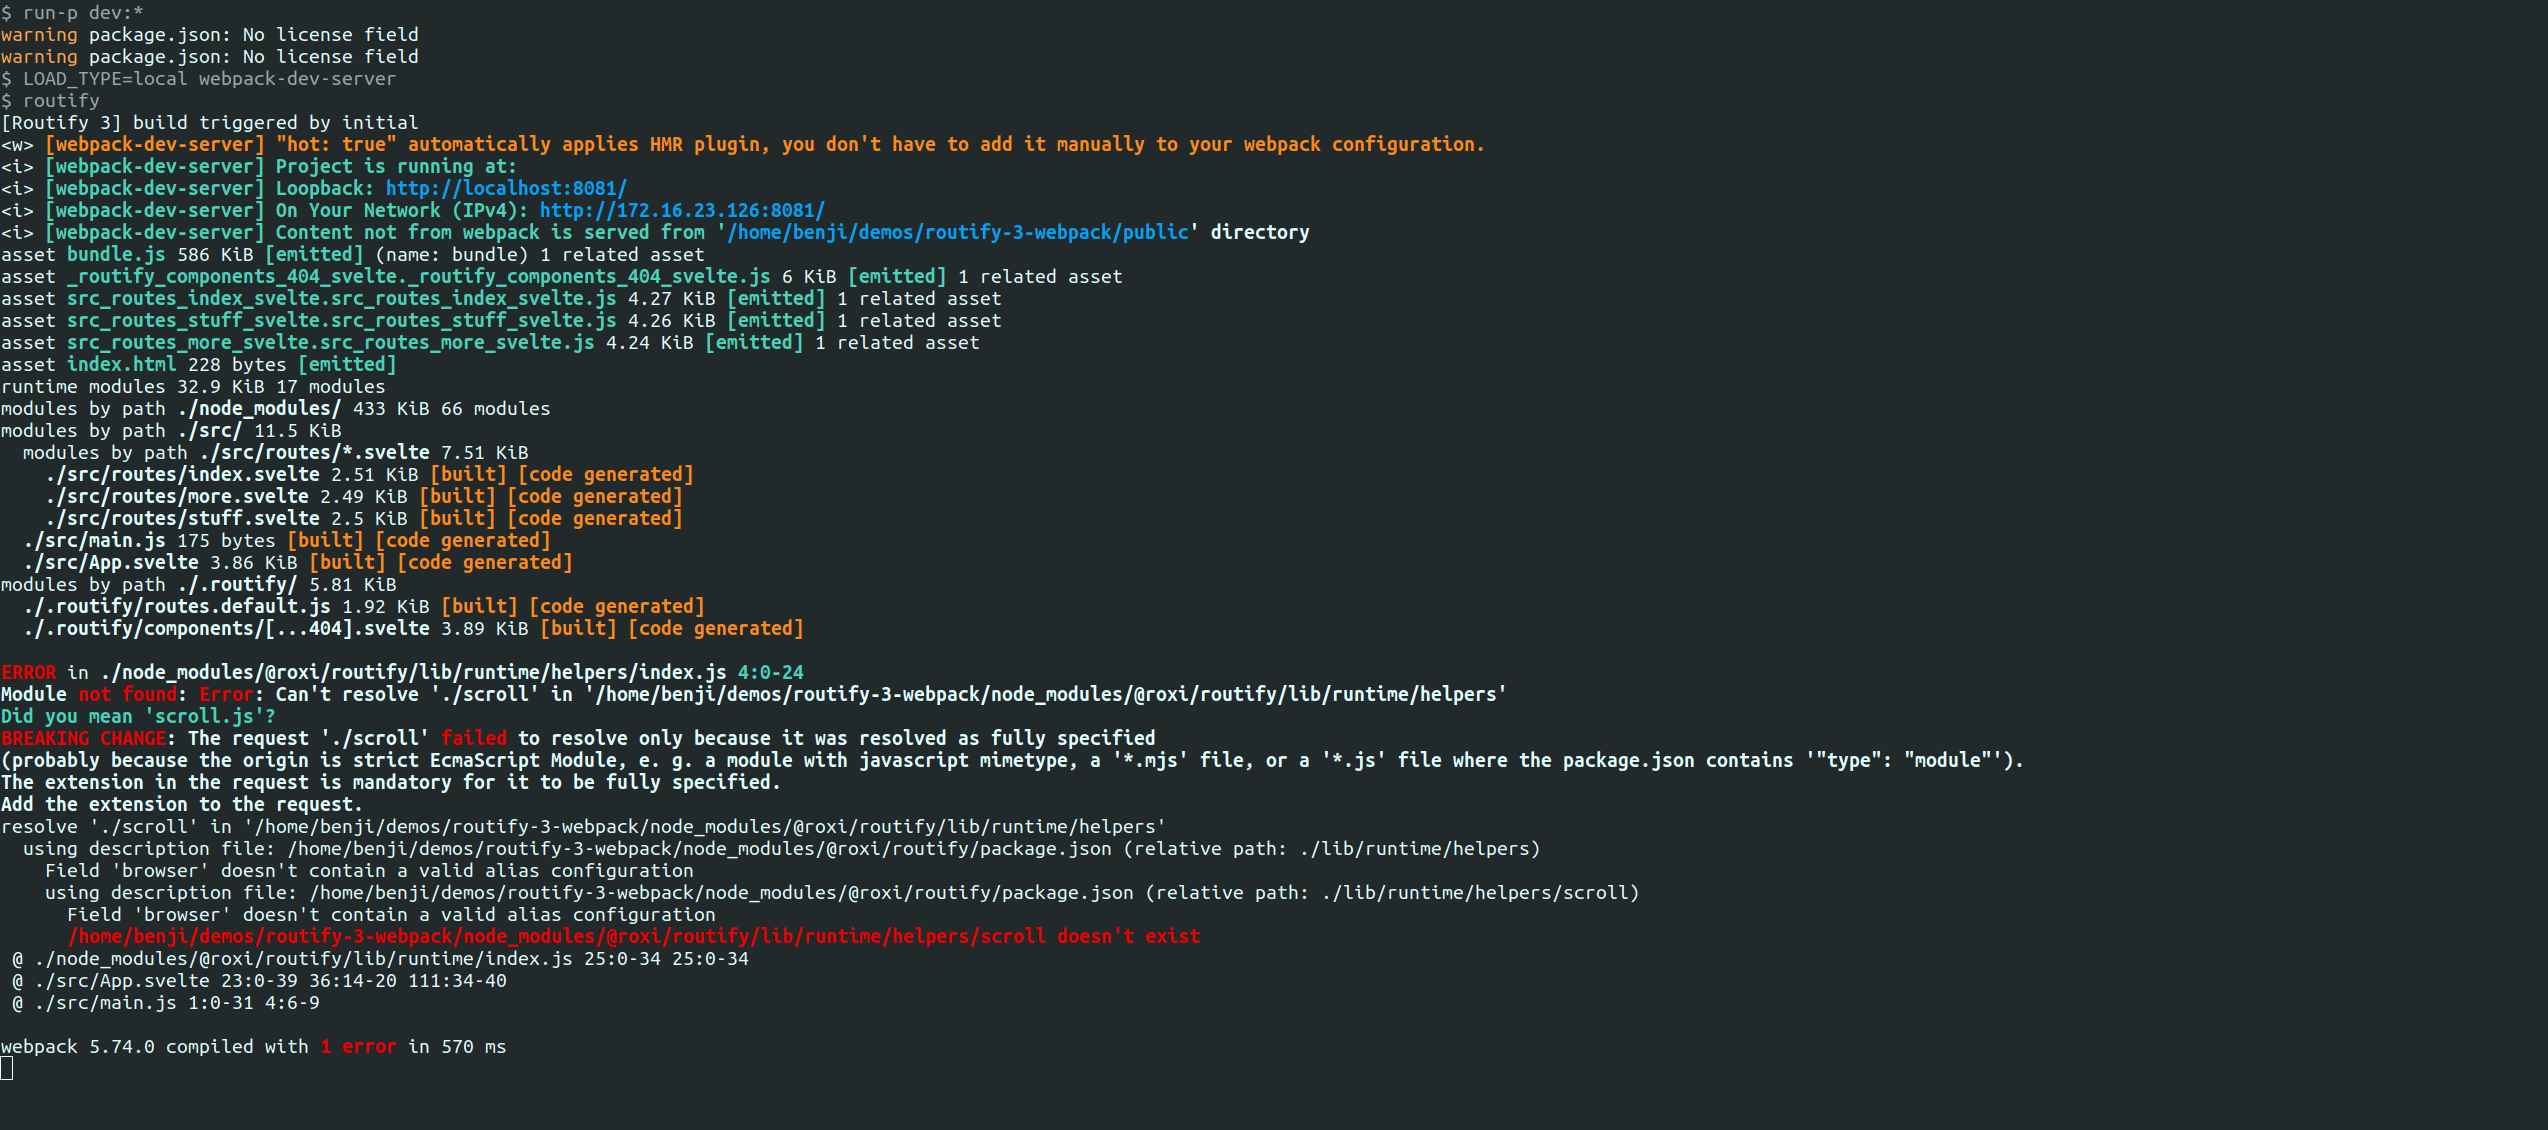 $ run-p dev:*
warning package.json: No license field
warning package.json: No license field
$ LOAD_TYPE=local webpack-dev-server
$ routify
[Routify 3] build triggered by initial
<w> [webpack-dev-server] "hot: true" automatically applies HMR plugin, you don't have to add it manually to your webpack configuration.
<i> [webpack-dev-server] Project is running at:
<i> [webpack-dev-server] Loopback: http://localhost:8081/
<i> [webpack-dev-server] On Your Network (IPv4): http://172.16.23.126:8081/
<i> [webpack-dev-server] Content not from webpack is served from '/home/benji/demos/routify-3-webpack/public' directory
asset bundle.js 586 KiB [emitted] (name: bundle) 1 related asset
asset _routify_components_404_svelte._routify_components_404_svelte.js 6 KiB [emitted] 1 related asset
asset src_routes_index_svelte.src_routes_index_svelte.js 4.27 KiB [emitted] 1 related asset
asset src_routes_stuff_svelte.src_routes_stuff_svelte.js 4.26 KiB [emitted] 1 related asset
asset src_routes_more_svelte.src_routes_more_svelte.js 4.24 KiB [emitted] 1 related asset
asset index.html 228 bytes [emitted]
runtime modules 32.9 KiB 17 modules
modules by path ./node_modules/ 433 KiB 66 modules
modules by path ./src/ 11.5 KiB
  modules by path ./src/routes/*.svelte 7.51 KiB
    ./src/routes/index.svelte 2.51 KiB [built] [code generated]
    ./src/routes/more.svelte 2.49 KiB [built] [code generated]
    ./src/routes/stuff.svelte 2.5 KiB [built] [code generated]
  ./src/main.js 175 bytes [built] [code generated]
  ./src/App.svelte 3.86 KiB [built] [code generated]
modules by path ./.routify/ 5.81 KiB
  ./.routify/routes.default.js 1.92 KiB [built] [code generated]
  ./.routify/components/[...404].svelte 3.89 KiB [built] [code generated]
ERROR in ./node_modules/@roxi/routify/lib/runtime/helpers/index.js 4:0-24
Module not found: Error: Can't resolve './scroll' in '/home/benji/demos/routify-3-webpack/node_modules/@roxi/routify/lib/runtime/helpers'
Did you mean 'scroll.js'?
BREAKING CHANGE: The request './scroll' failed to resolve only because it was resolved as fully specified
(probably because the origin is strict EcmaScript Module, e. g. a module with javascript mimetype, a '*.mjs' file, or a '*.js' file where the package.json contains '"type": "module"').
The extension in the request is mandatory for it to be fully specified.
Add the extension to the request.
resolve './scroll' in '/home/benji/demos/routify-3-webpack/node_modules/@roxi/routify/lib/runtime/helpers'
  using description file: /home/benji/demos/routify-3-webpack/node_modules/@roxi/routify/package.json (relative path: ./lib/runtime/helpers)
    Field 'browser' doesn't contain a valid alias configuration
    using description file: /home/benji/demos/routify-3-webpack/node_modules/@roxi/routify/package.json (relative path: ./lib/runtime/helpers/scroll)
      Field 'browser' doesn't contain a valid alias configuration
      /home/benji/demos/routify-3-webpack/node_modules/@roxi/routify/lib/runtime/helpers/scroll doesn't exist
 @ ./node_modules/@roxi/routify/lib/runtime/index.js 25:0-34 25:0-34
 @ ./src/App.svelte 23:0-39 36:14-20 111:34-40
 @ ./src/main.js 1:0-31 4:6-9
webpack 5.74.0 compiled with 1 error in 570 ms